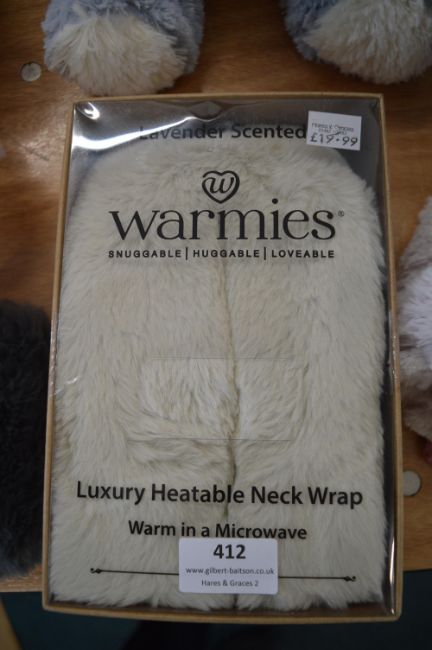 Lavender Scented
£19.99
w
warmies®
SNUGGABLE | HUGGABLE | LOVEABLE
Luxury Heatable Neck Wrap
Warm in a Microwave
412
www.gilbert-baitson.co.uk
Hares & Graces 2